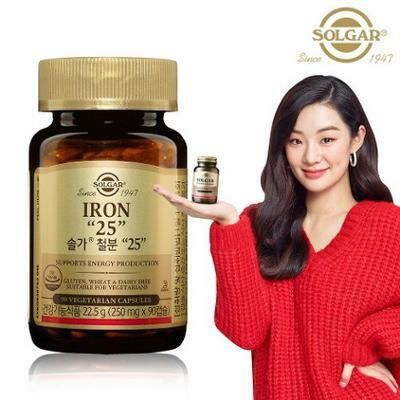 SOLGAR®
Since 1947
SOLGAR®
Since 1947
IRON
"25"
솔가® 철분 "25"
SUPPORTS ENERGY PRODUCTION
GLUTEN, WHEAT & DAIRY FREE
SUITABLE FOR VEGETARIANS
90 VEGETARIAN CAPSULES
건강기능식품 22.5 g (250 mg x 90캡슐)
SOLGAR